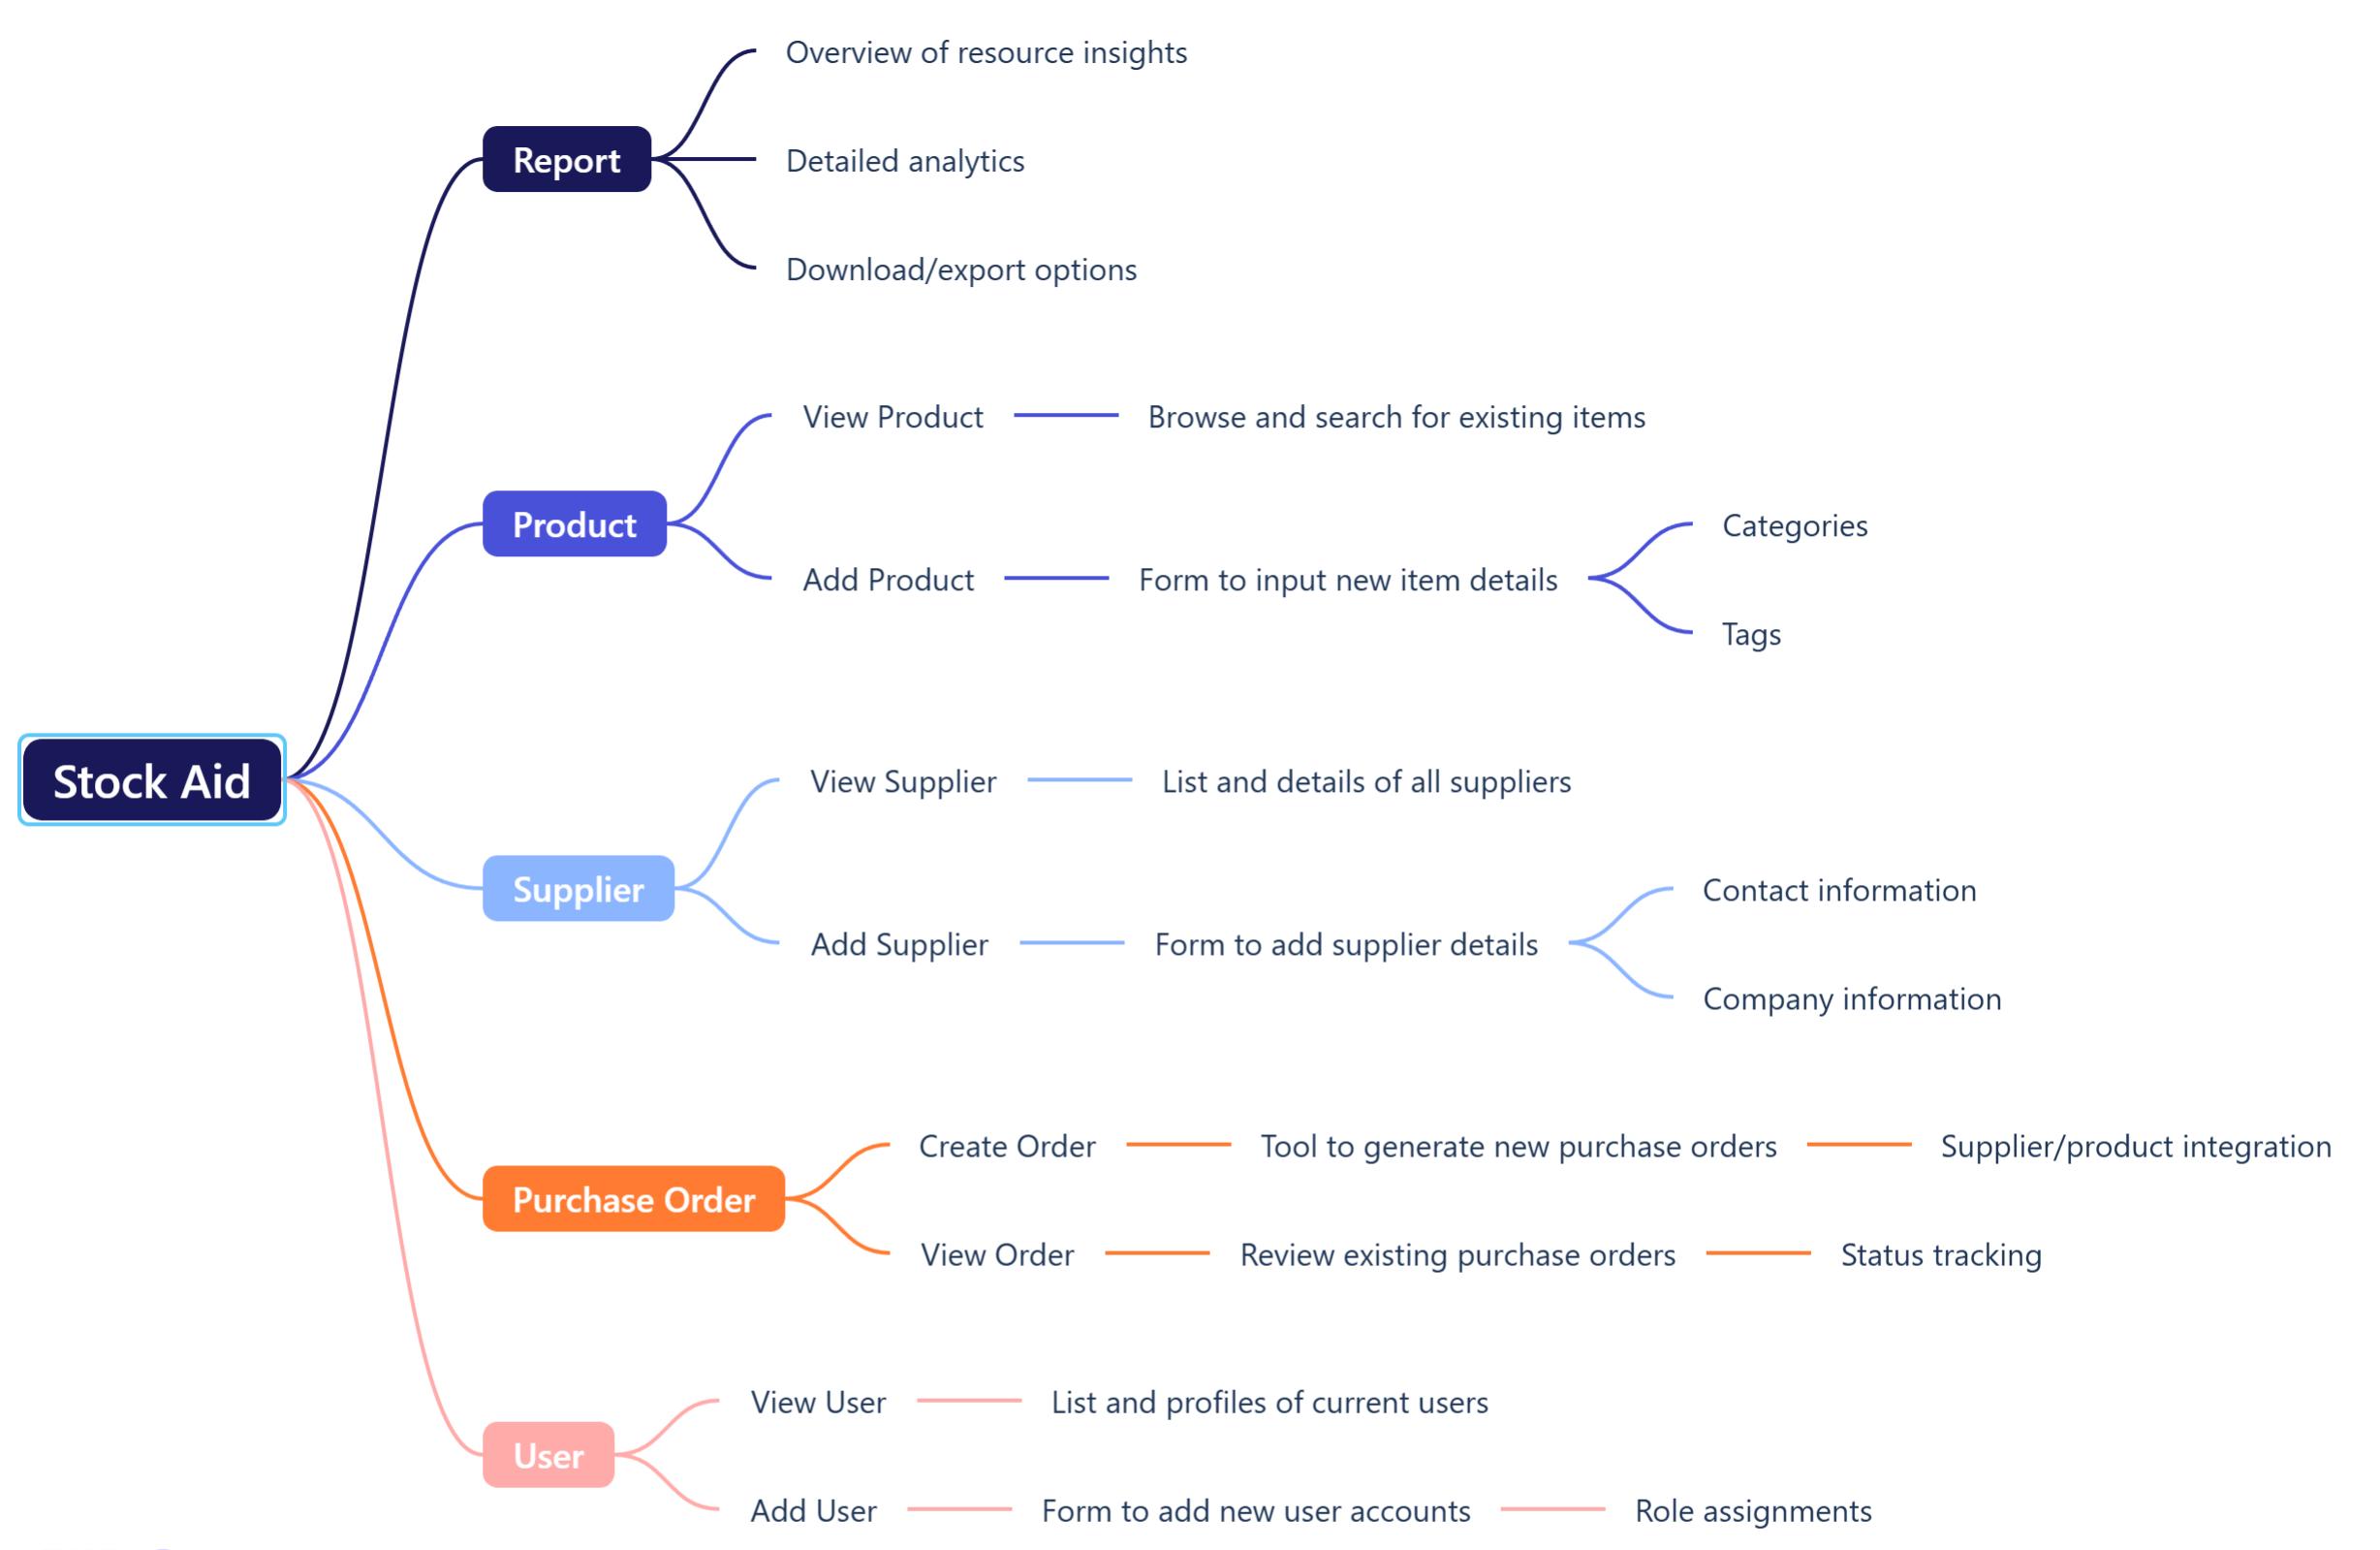 Overview of resource insights
Report
Detailed analytics
Download/export options
View Product
Browse and search for existing items
Product
Categories
Add Product
Form to input new item details
Tags
Stock Aid
View Supplier
List and details of all suppliers
Supplier
Contact information
Add Supplier
Form to add supplier details
Company information
Create Order
Tool to generate new purchase orders
Supplier/product integration
Purchase Order
View Order
Review existing purchase orders
Status tracking
View User
List and profiles of current users
User
Add User
Form to add new user accounts
Role assignments